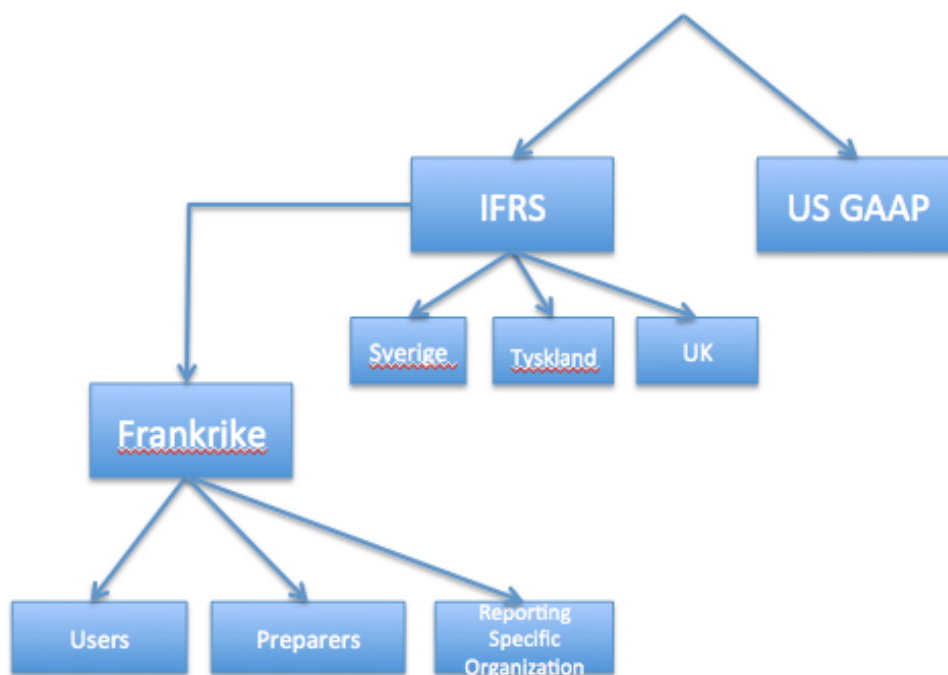 IFRS
US GAAP
Sverige
Tyskland
UK
Frankrike
Users
Preparers
Reporting
Specific
Organization